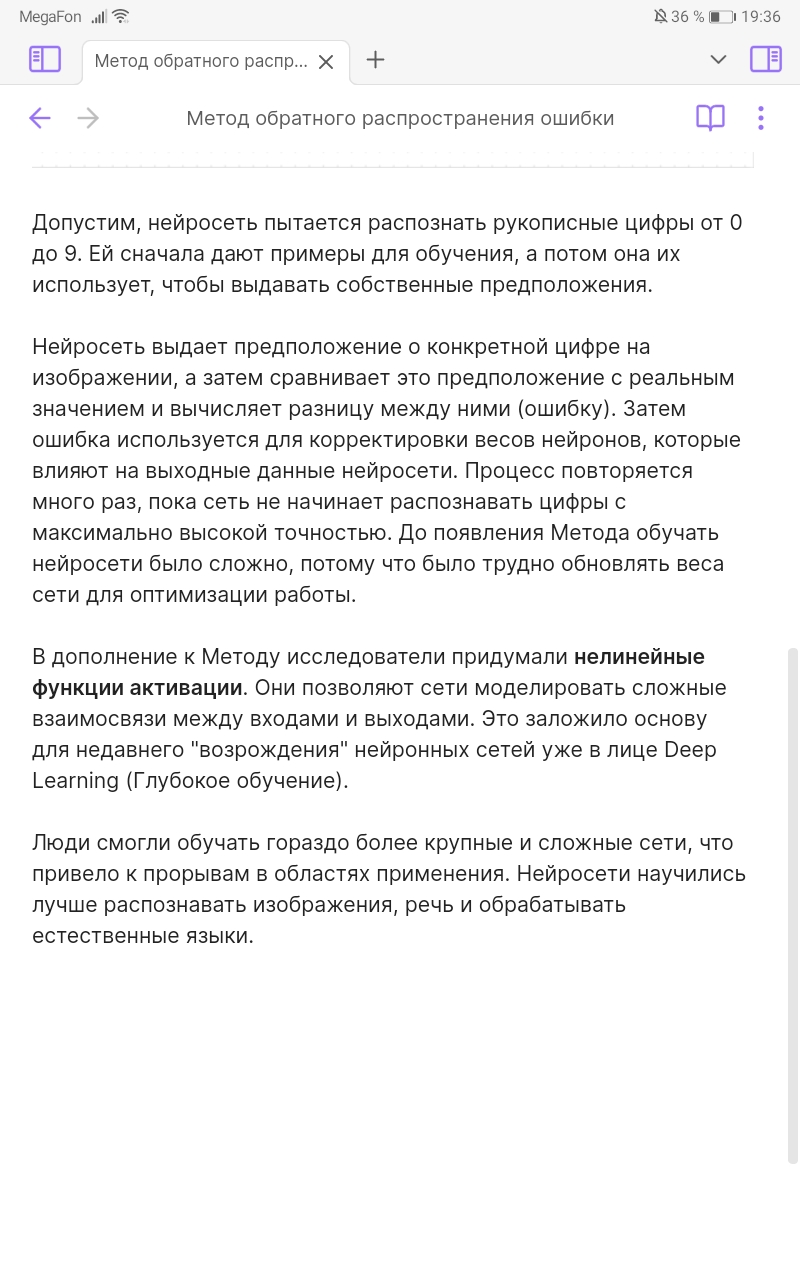 MegaFon 36 % 19:36
Метод обратного распр...
Метод обратного распространения ошибки
Допустим, нейросеть пытается распознать рукописные цифры от 0
до 9. Ей сначала дают примеры для обучения, а потом она их
использует, чтобы выдавать собственные предположения.
Нейросеть выдает предположение о конкретной цифре на
изображении, а затем сравнивает это предположение с реальным
значением и вычисляет разницу между ними (ошибку). Затем
ошибка используется для корректировки весов нейронов, которые
влияют на выходные данные нейросети. Процесс повторяется
много раз, пока сеть не начинает распознавать цифры с
максимально высокой точностью. До появления Метода обучать
нейросети было сложно, потому что было трудно обновлять веса
сети для оптимизации работы.
В дополнение к Методу исследователи придумали нелинейные
функции активации. Они позволяют сети моделировать сложные
взаимосвязи между входами и выходами. Это заложило основу
для недавнего "возрождения" нейронных сетей уже в лице Deep
Learning (Глубокое обучение).
Люди смогли обучать гораздо более крупные и сложные сети, что
привело к прорывам в областях применения. Нейросети научились
лучше распознавать изображения, речь и обрабатывать
естественные языки.